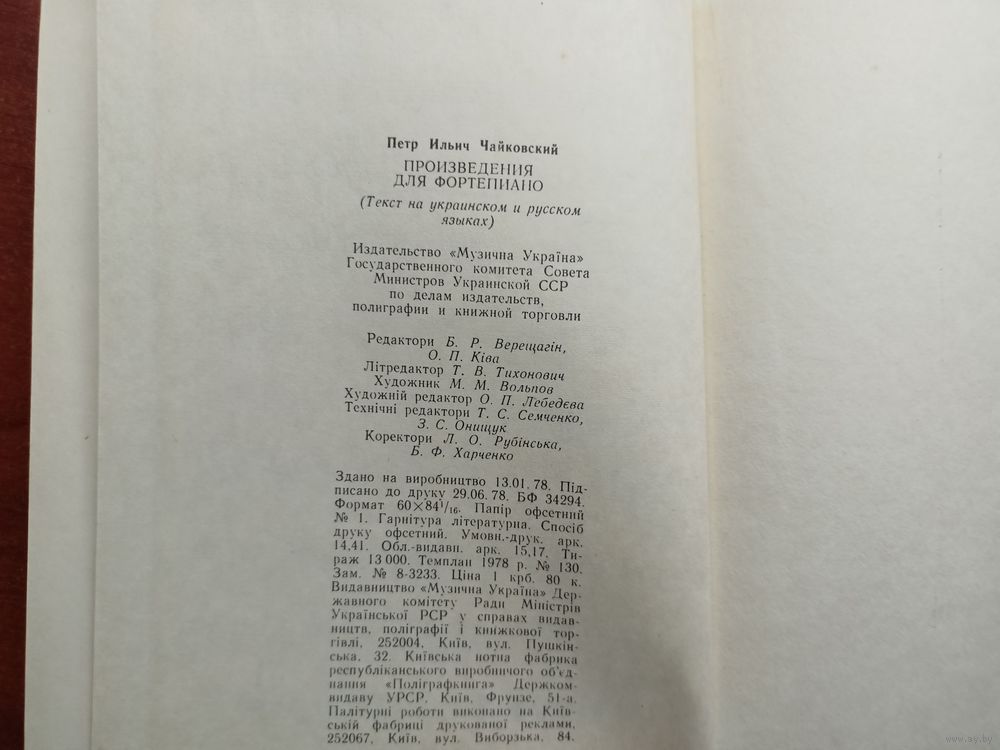 Петр Ильич Чайковский
ПРОИЗВЕДЕНИЯ
ДЛЯ ФОРТЕПИАНО
(Текст на украинском и русском
языках)
Издательство «Музична Україна»
Государственного комитета Совета
Министров Украинской ССР
по делам издательств,
полиграфии и книжной торговли
Редактори Б. Р. Верещагін,
О. П. Ківа
Літредактор Т. В. Тихонович
Художник М. М. Вольпов
Художній редактор О. П. Лебедєва
Технічні редактори Т. С. Семченко,
З. С. Онищук
Коректори Л. О. Рубінська,
Б. Ф. Харченко
Здано на виробництво 13.01.78. Під-
писано до друку 29.06.78. БФ 34294.
Формат 60×84¹/₁₆. Папір офсетний
№ 1. Гарнітура літературна. Спосіб
друку офсетний. Умовн.-друк. арк.
14,41. Обл.-видавн. арк. 15,17. Ти-
раж 13 000. Темплан 1978 р. № 130.
Зам. № 8-3233. Ціна 1 крб. 80 к.
Видавництво «Музична Україна» Дер-
жавного комітету Ради Міністрів
Української РСР у справах видав-
ництв, поліграфії і книжкової тор-
гівлі, 252004, Київ, вул. Пушкін-
ська, 32. Київська нотна фабрика
республіканського виробничого об'єд-
нання «Поліграфкнига» Держком-
видаву УРСР, Київ, Фрунзе, 51-а.
Палітурні роботи виконано на Київ-
ській фабриці друкованої реклами,
252067, Київ, вул. Виборзька, 84.
www.ay.by